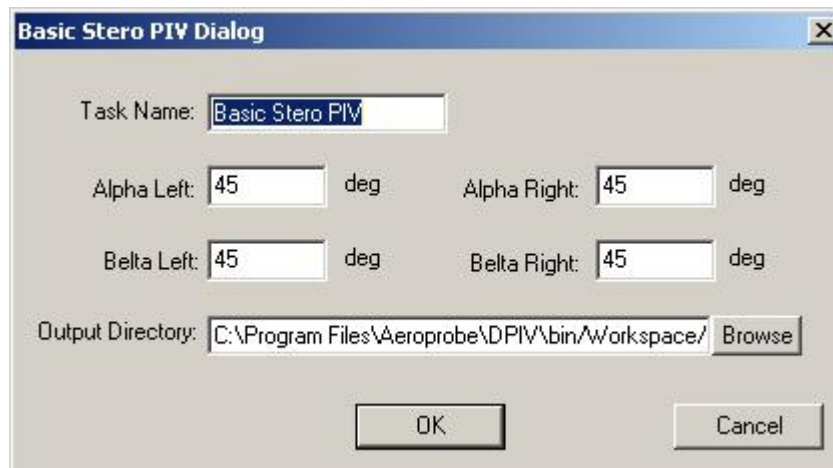 Basic Stero PIV Dialog
Task Name: Basic Stero PIV
Alpha Left: 45 deg Alpha Right: 45 deg
Belta Left: 45 deg Belta Right: 45 deg
Output Directory: C:\Program Files\Aeroprobe\DPIV\bin/Workspace/ Browse
OK Cancel